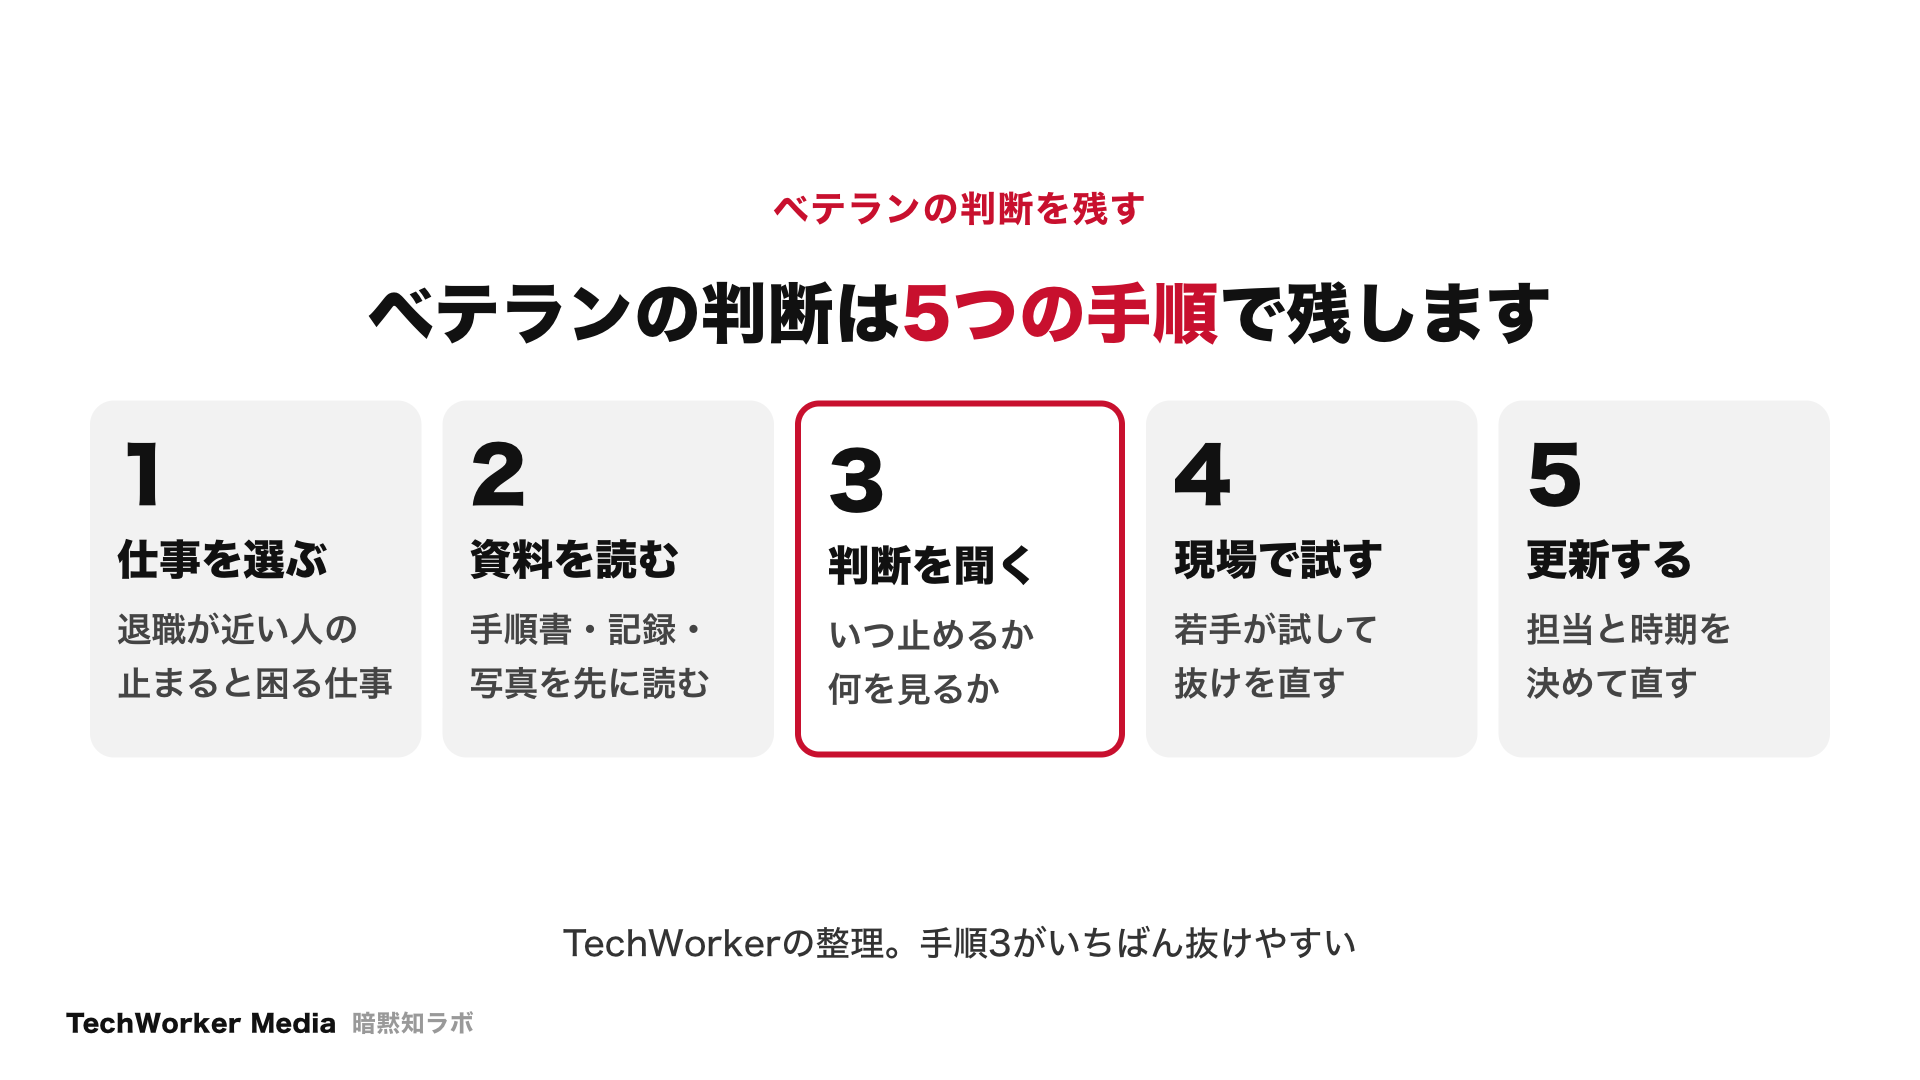 ベテランの判断を残す
ベテランの判断は5つの手順で残します
1
仕事を選ぶ
退職が近い人の
止まると困る仕事
2
資料を読む
手順書・記録・
写真を先に読む
3
判断を聞く
いつ止めるか
何を見るか
4
現場で試す
若手が試して
抜けを直す
5
更新する
担当と時期を
決めて直す
TechWorkerの整理。手順3がいちばん抜けやすい
TechWorker Media 暗黙知ラボ